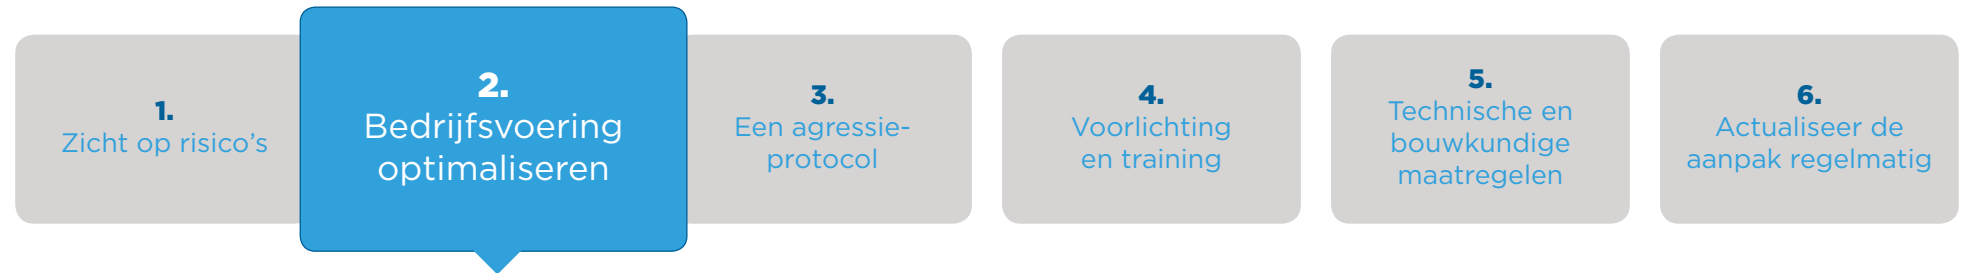 1.
Zicht op risico’s
2.
Bedrijfsvoering
optimaliseren
3.
Een agressie-
protocol
4.
Voorlichting
en training
5.
Technische en
bouwkundige
maatregelen
6.
Actualiseer de
aanpak regelmatig